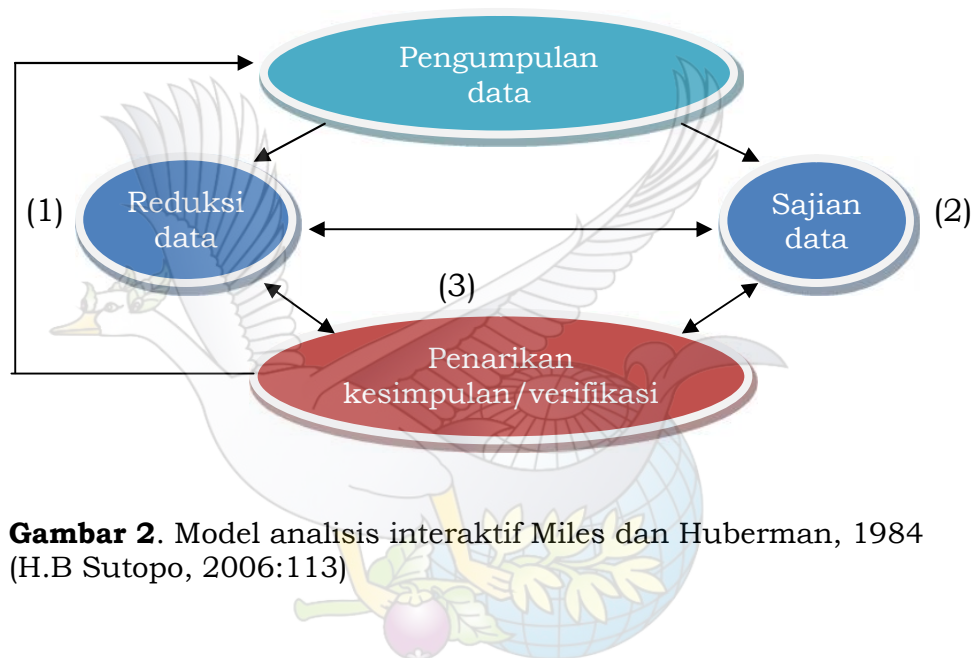 Pengumpulan
data
(1)
Reduksi
data
Sajian
data
(2)
(3)
Penarikan
kesimpulan/verifikasi
Gambar 2. Model analisis interaktif Miles dan Huberman, 1984
(H.B Sutopo, 2006:113)